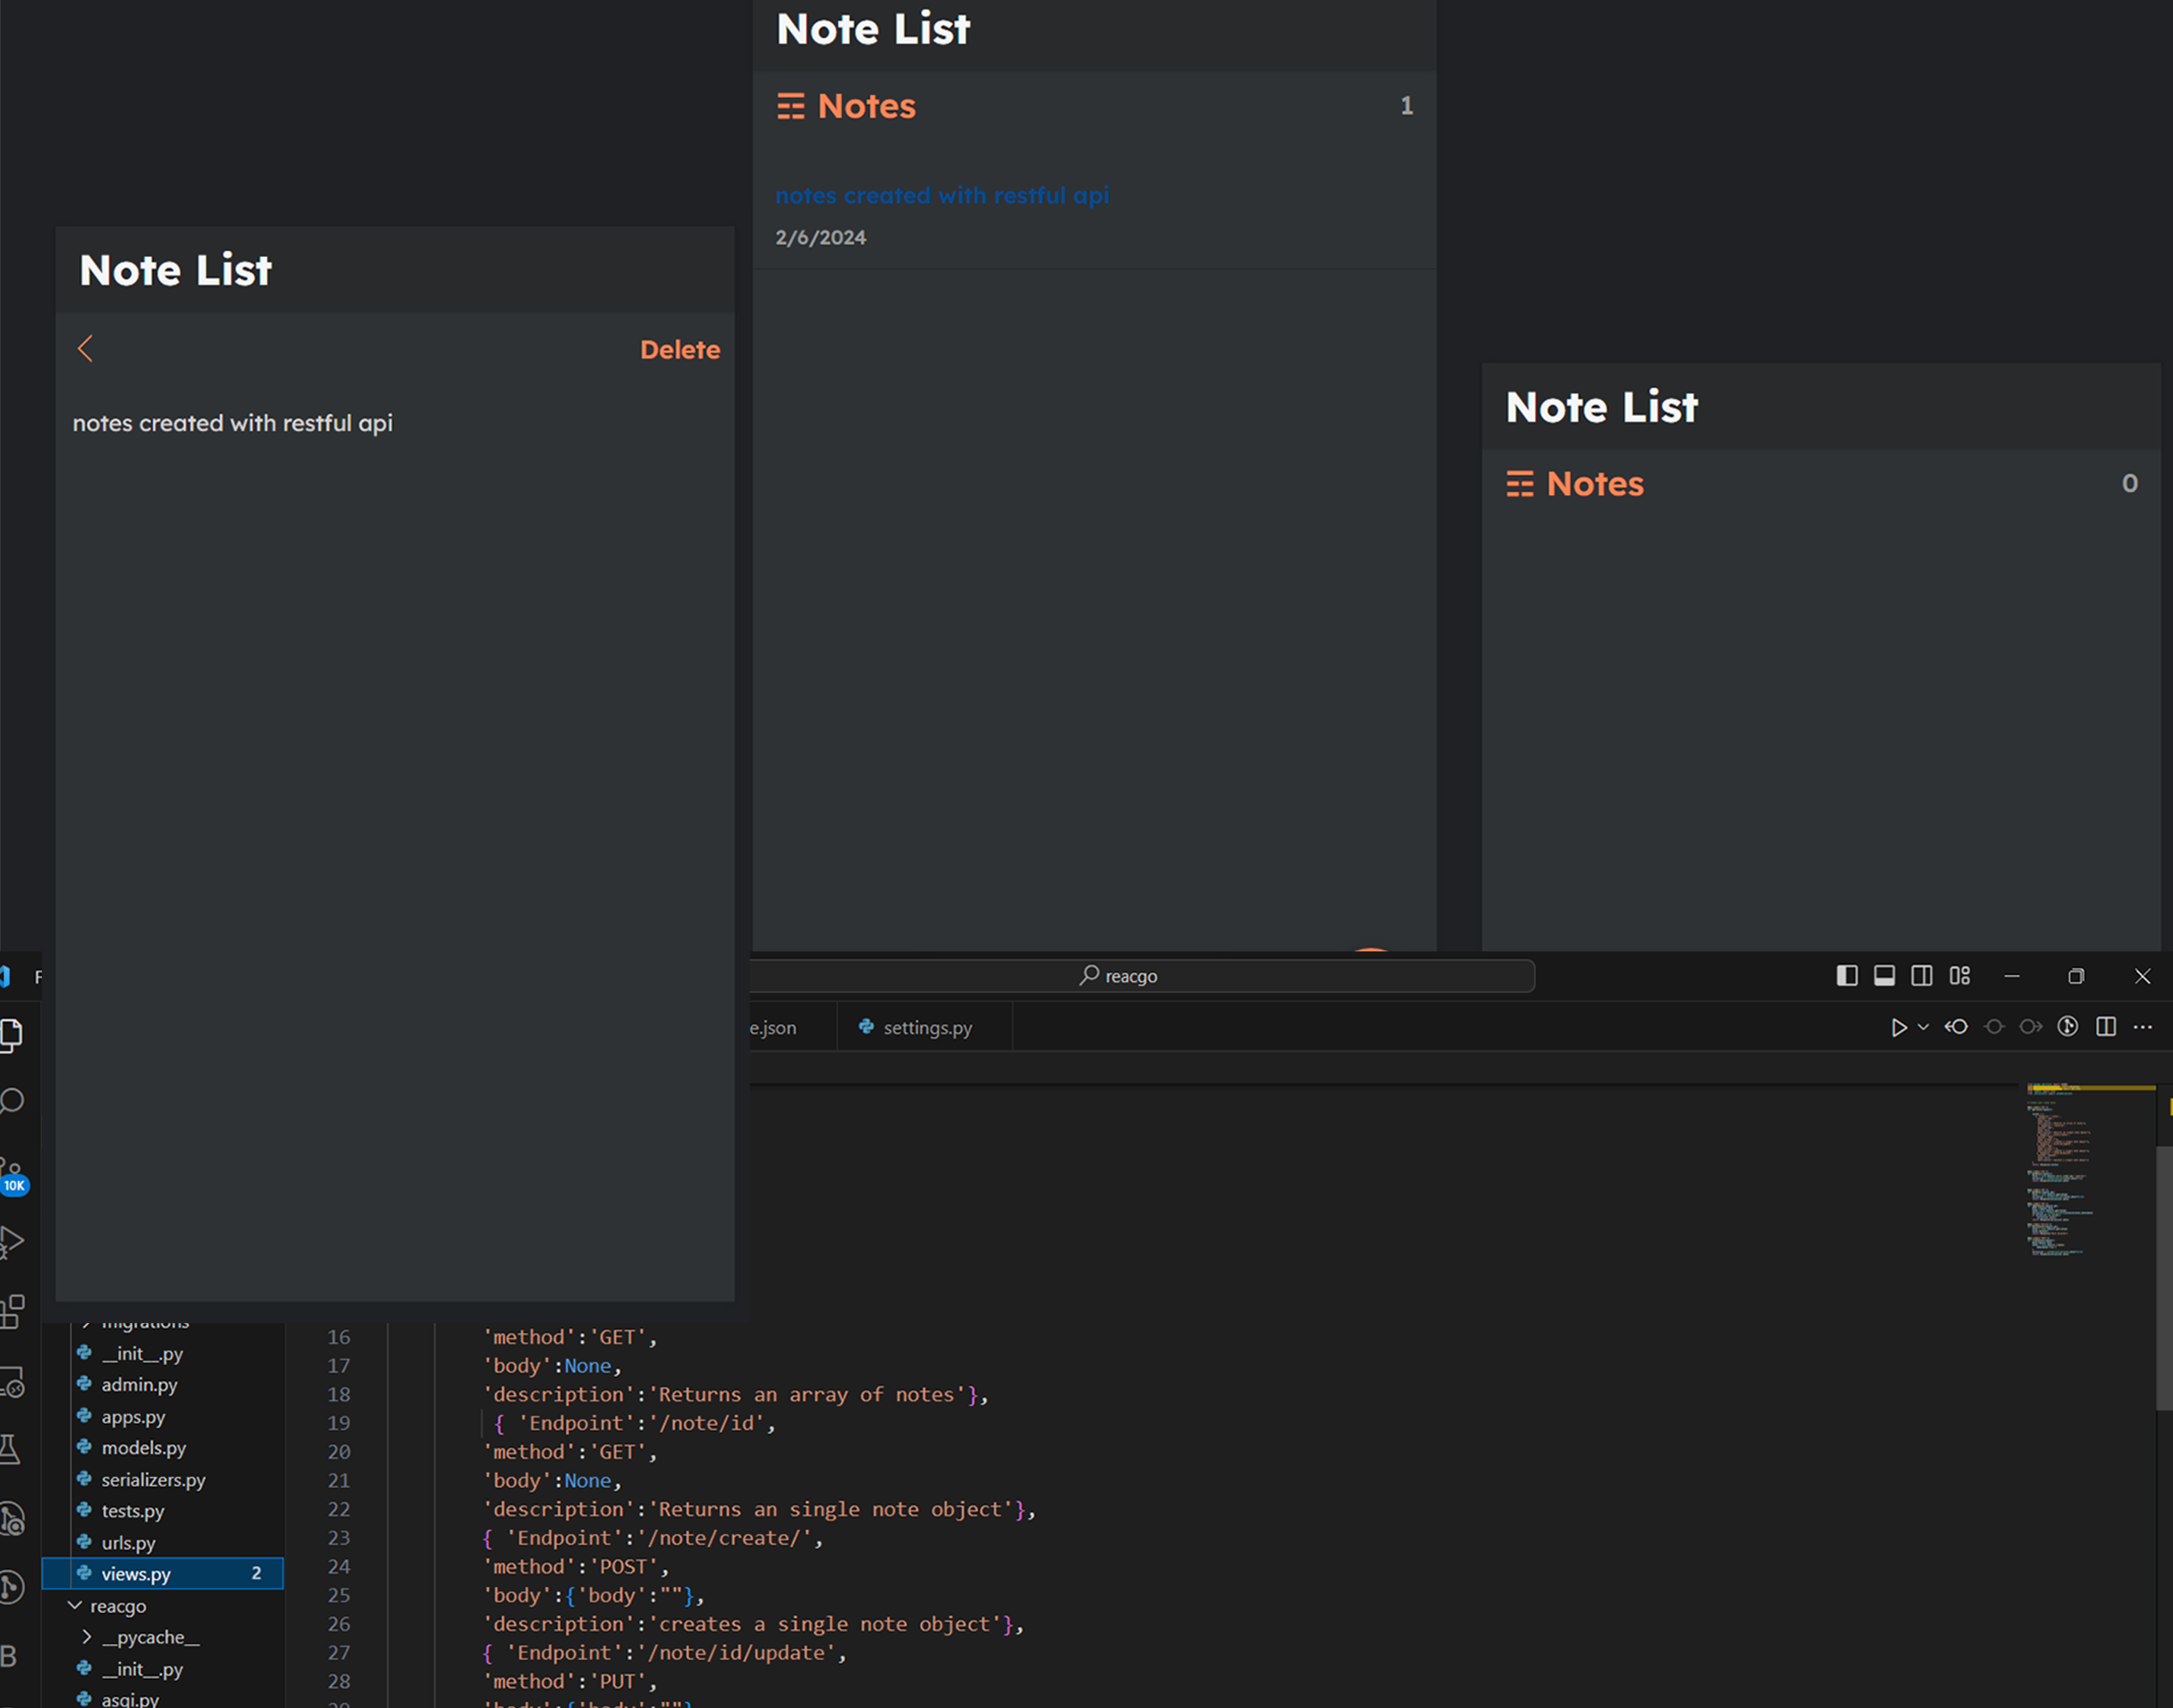 Note List
Notes 1
notes created with restful api
2/6/2024
Note List
Delete
notes created with restful api
Note List
Notes 0
F
reacgo
e.json
settings.py
10K
migrations
__init__.py
admin.py
apps.py
models.py
serializers.py
tests.py
urls.py
views.py 2
reacgo
__pycache__
__init__.py
asgi.py
B
16 'method':'GET',
17 'body':None,
18 'description':'Returns an array of notes'},
19 { 'Endpoint':'/note/id',
20 'method':'GET',
21 'body':None,
22 'description':'Returns an single note object'},
23 { 'Endpoint':'/note/create/',
24 'method':'POST',
25 'body':{'body':""},
26 'description':'creates a single note object'},
27 { 'Endpoint':'/note/id/update',
28 'method':'PUT',
29 'body':{'body':""}